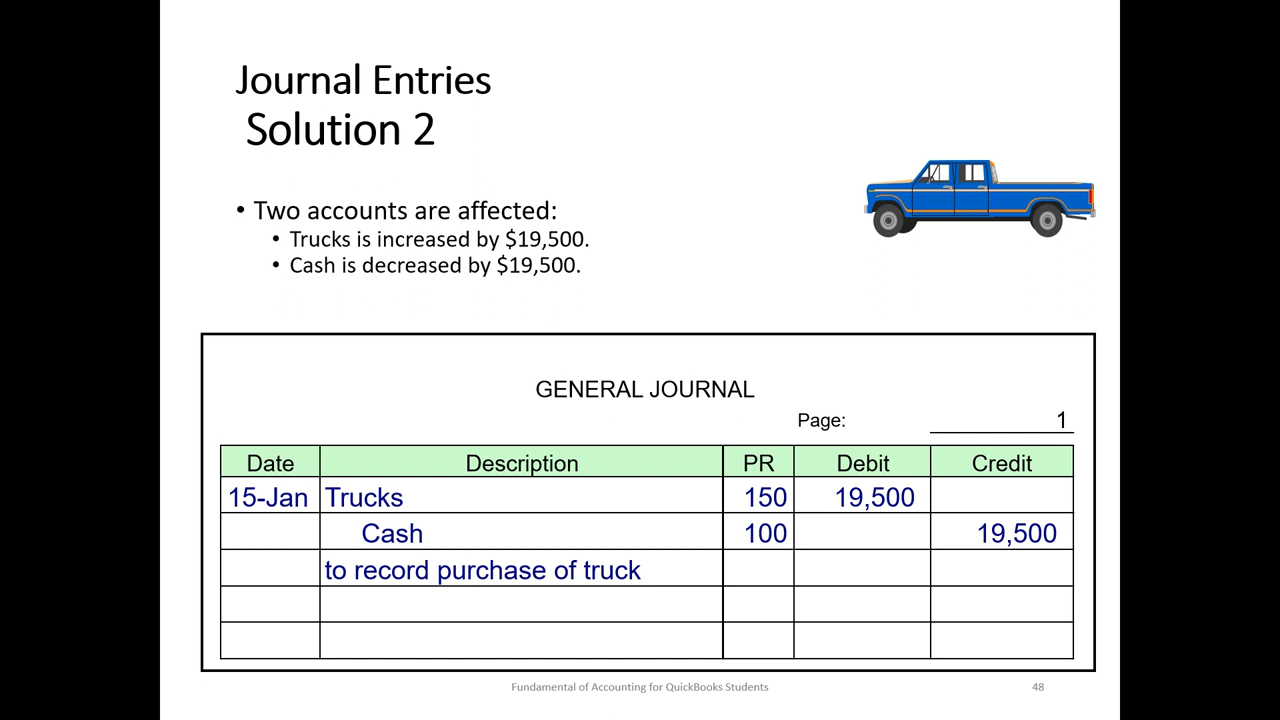 Journal Entries
Solution 2
• Two accounts are affected:
• Trucks is increased by $19,500.
• Cash is decreased by $19,500.
GENERAL JOURNAL
Page: 1
Date Description PR Debit Credit
15-Jan Trucks 150 19,500
Cash 100 19,500
to record purchase of truck
Fundamental of Accounting for QuickBooks Students 48